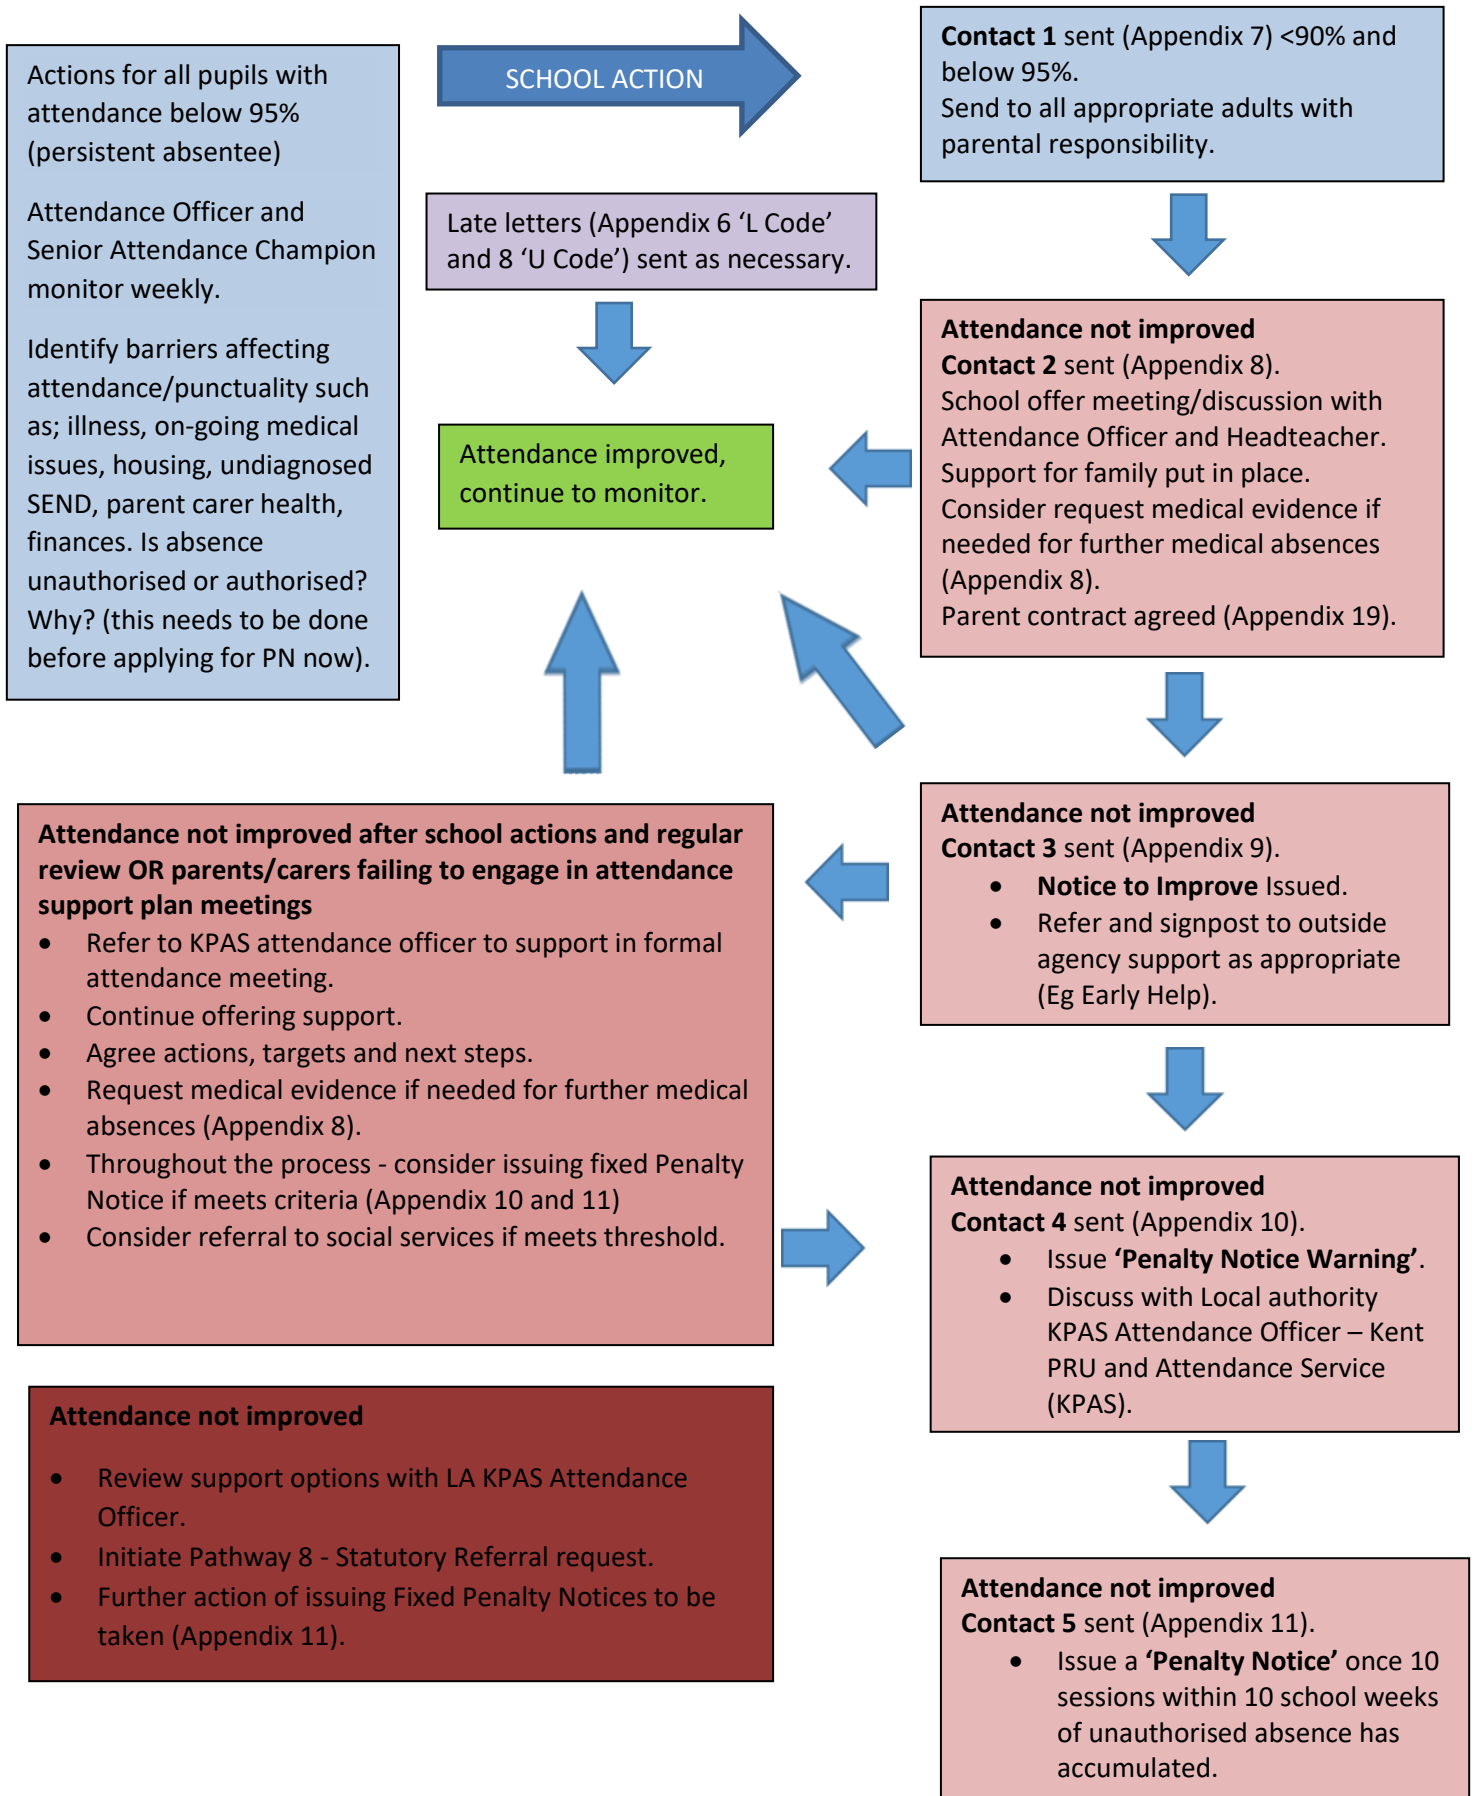 Actions for all pupils with
attendance below 95%
(persistent absentee)
Attendance Officer and
Senior Attendance Champion
monitor weekly.
Identify barriers affecting
attendance/punctuality such
as; illness, on-going medical
issues, housing, undiagnosed
SEND, parent carer health,
finances. Is absence
unauthorised or authorised?
Why? (this needs to be done
before applying for PN now).
SCHOOL ACTION
Contact 1 sent (Appendix 7) <90% and
below 95%.
Send to all appropriate adults with
parental responsibility.
Late letters (Appendix 6 ‘L Code’
and 8 ‘U Code’) sent as necessary.
Attendance improved,
continue to monitor.
Attendance not improved
Contact 2 sent (Appendix 8).
School offer meeting/discussion with
Attendance Officer and Headteacher.
Support for family put in place.
Consider request medical evidence if
needed for further medical absences
(Appendix 8).
Parent contract agreed (Appendix 19).
Attendance not improved
Contact 3 sent (Appendix 9).
• Notice to Improve Issued.
• Refer and signpost to outside
agency support as appropriate
(Eg Early Help).
Attendance not improved after school actions and regular
review OR parents/carers failing to engage in attendance
support plan meetings
• Refer to KPAS attendance officer to support in formal
attendance meeting.
• Continue offering support.
• Agree actions, targets and next steps.
• Request medical evidence if needed for further medical
absences (Appendix 8).
• Throughout the process - consider issuing fixed Penalty
Notice if meets criteria (Appendix 10 and 11)
• Consider referral to social services if meets threshold.
Attendance not improved
Contact 4 sent (Appendix 10).
• Issue ‘Penalty Notice Warning’.
• Discuss with Local authority
KPAS Attendance Officer – Kent
PRU and Attendance Service
(KPAS).
Attendance not improved
• Review support options with LA KPAS Attendance
Officer.
• Initiate Pathway 8 - Statutory Referral request.
• Further action of issuing Fixed Penalty Notices to be
taken (Appendix 11).
Attendance not improved
Contact 5 sent (Appendix 11).
• Issue a ‘Penalty Notice’ once 10
sessions within 10 school weeks
of unauthorised absence has
accumulated.